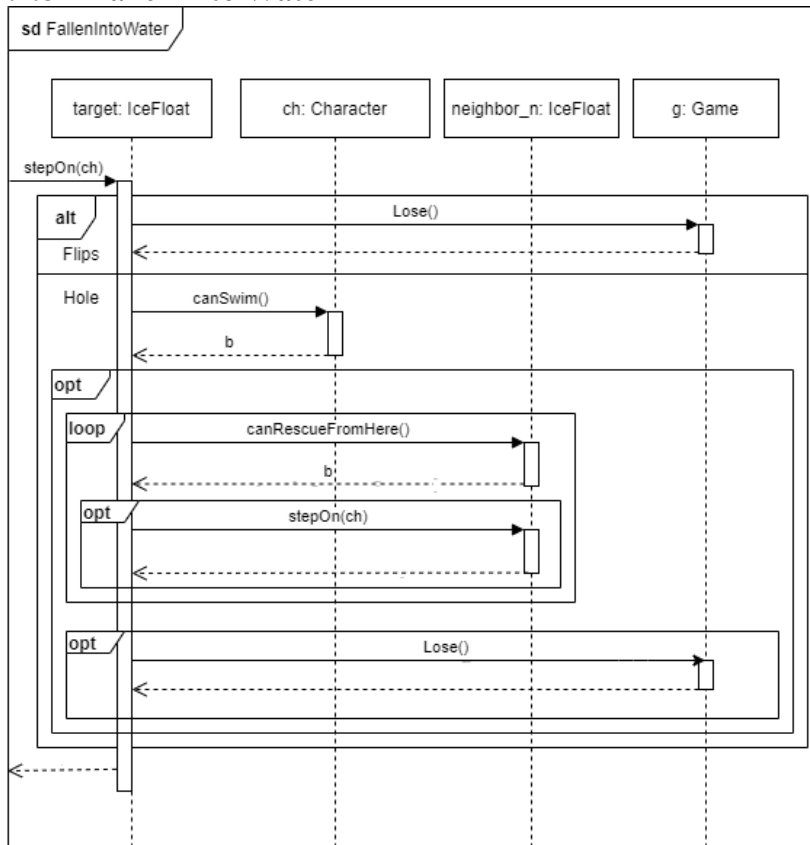 sd FallenIntoWater
target: IceFloat
ch: Character
neighbor_n: IceFloat
g: Game
stepOn(ch)
alt
Lose()
Flips
Hole
canSwim()
b
opt
loop
canRescueFromHere()
b
opt
stepOn(ch)
opt
Lose()